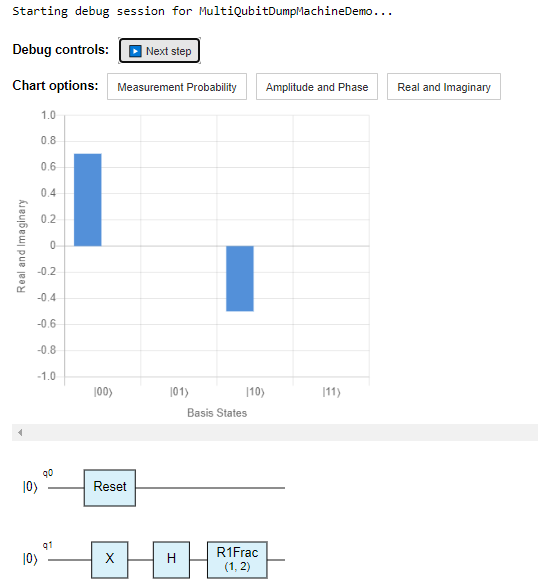 Starting debug session for MultiQubitDumpMachineDemo...
Debug controls: Next step
Chart options: Measurement Probability Amplitude and Phase Real and Imaginary
1.0
0.8
0.6
0.4
0.2
0
-0.2
-0.4
-0.6
-0.8
-1.0
Real and Imaginary
|00⟩ |01⟩ |10⟩ |11⟩
Basis States
q0
|0⟩ Reset
q1
|0⟩ X H R1Frac
(1, 2)